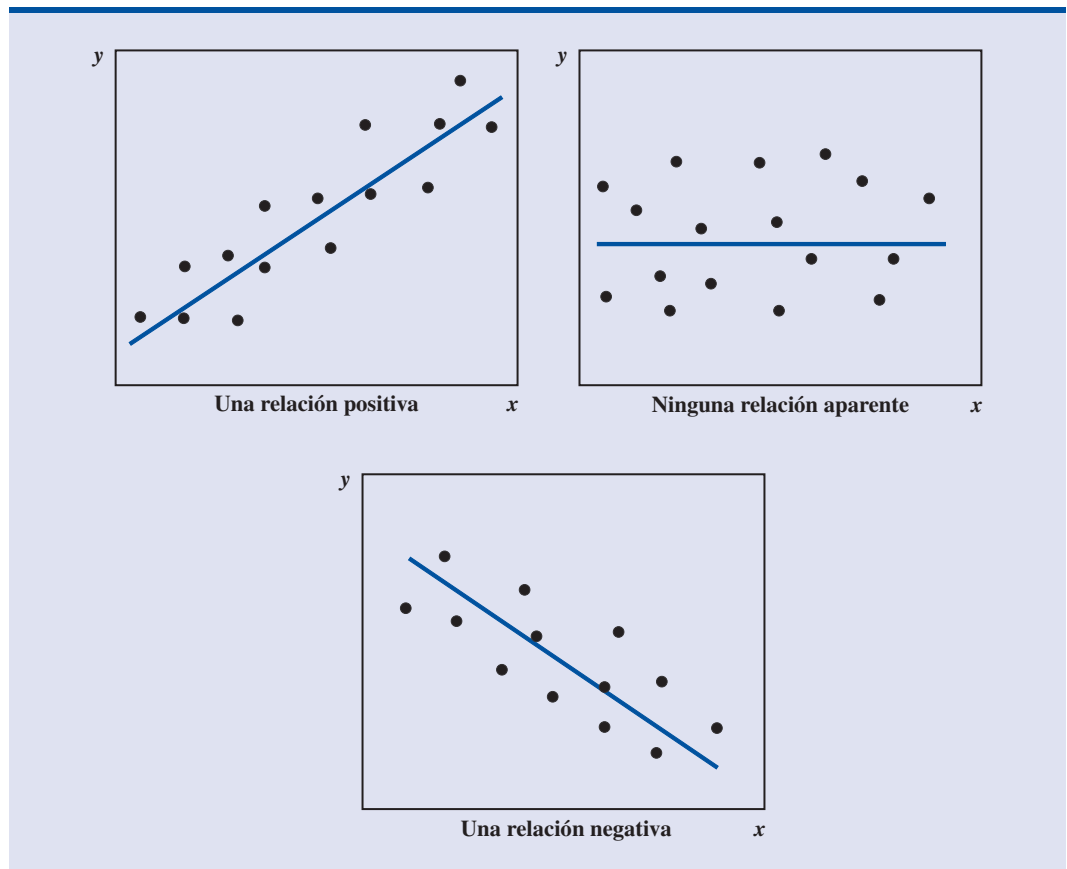 y
y
Una relación positiva x
Ninguna relación aparente x
y
Una relación negativa x